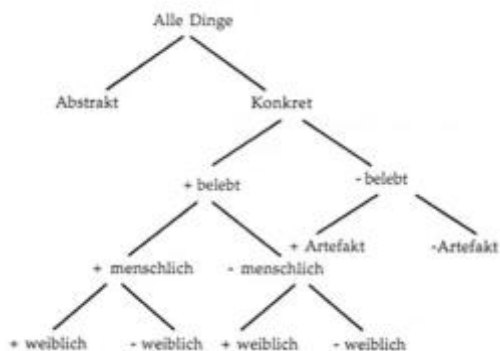 Alle Dinge
Abstrakt Konkret
+ belebt - belebt
+ Artefakt -Artefakt
+ menschlich - menschlich
+ weiblich - weiblich + weiblich - weiblich